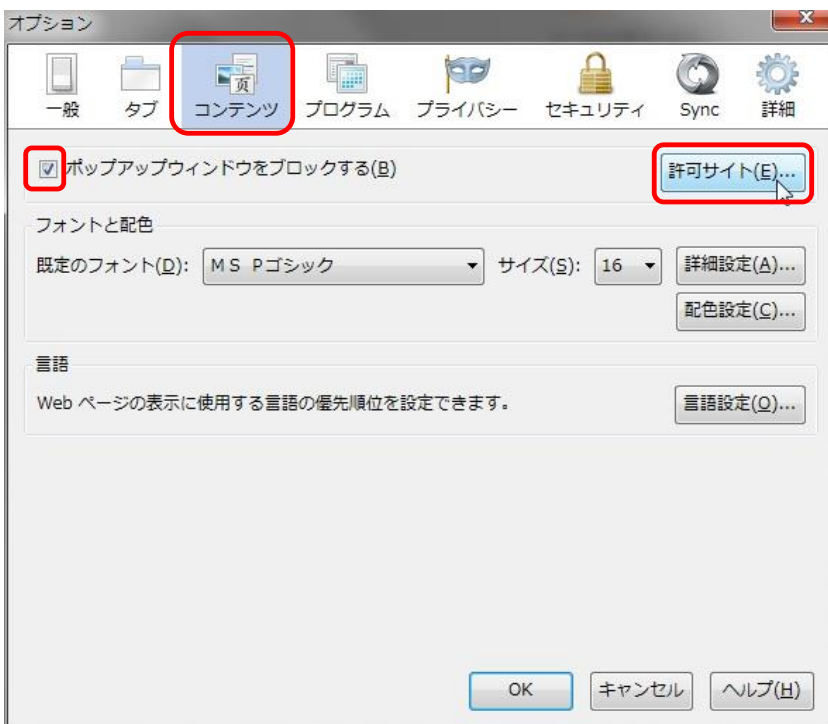 オプション
一般 タブ コンテンツ プログラム プライバシー セキュリティ Sync 詳細
ポップアップウィンドウをブロックする(B) 許可サイト(E)...
フォントと配色
既定のフォント(D): MS Pゴシック サイズ(S): 16 詳細設定(A)...
配色設定(C)...
言語
Web ページの表示に使用する言語の優先順位を設定できます。 言語設定(O)...
OK キャンセル ヘルプ(H)